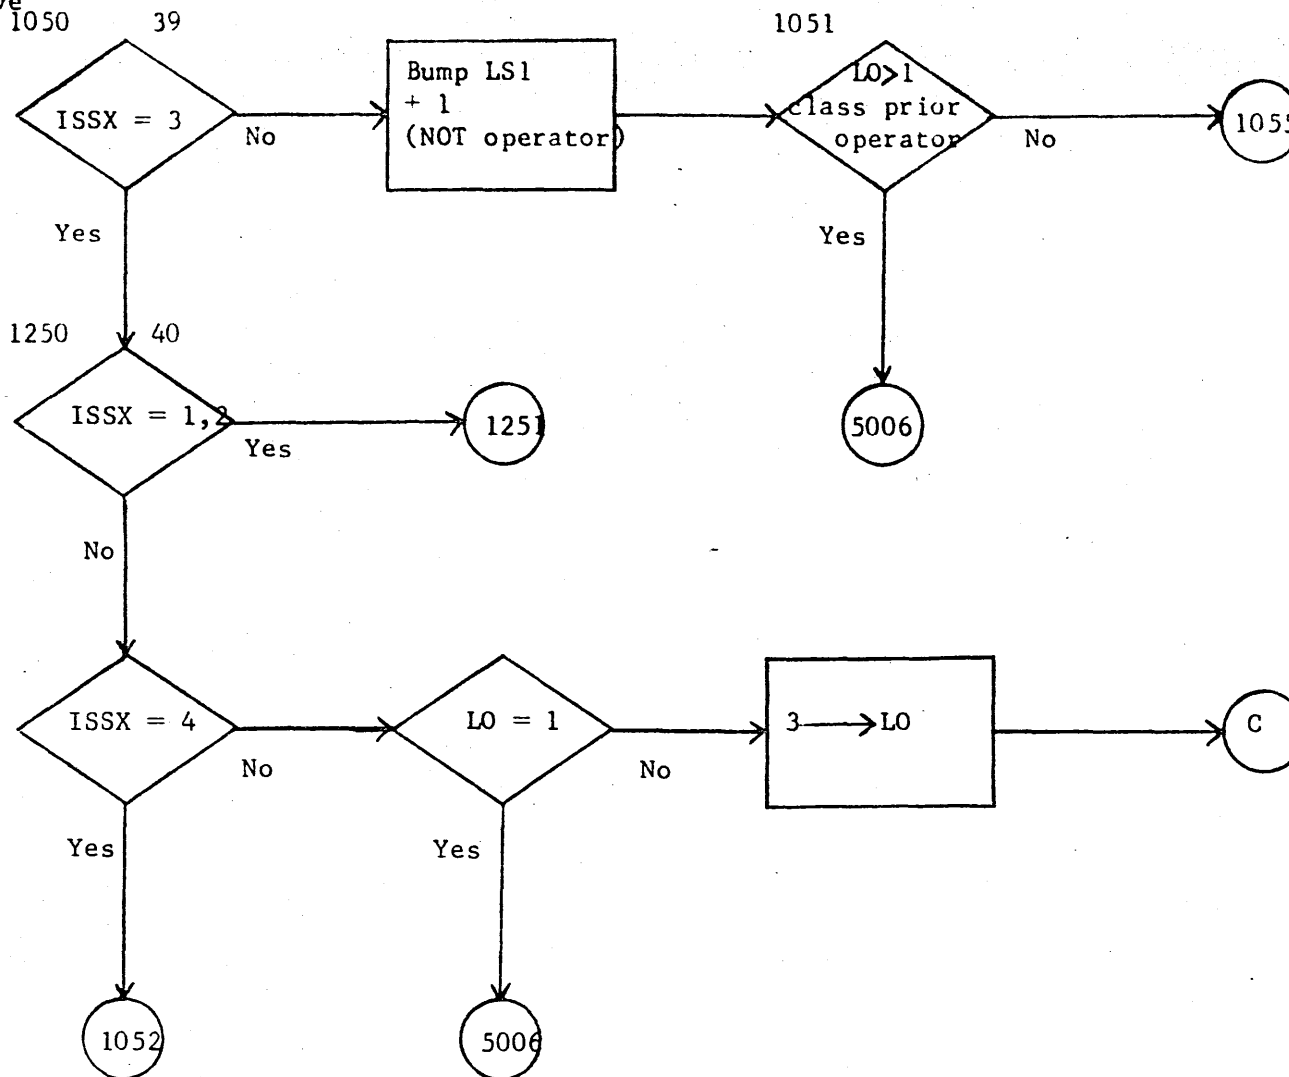 1050 39
ISSX = 3
No
Bump LS1
+ 1
(NOT operator)
1051
LO>1
class prior
operator
No
Yes
Yes
1250 40
ISSX = 1,2
Yes
1251
5006
No
ISSX = 4
No
LO = 1
No
3→LO
C
Yes
Yes
1052
5006